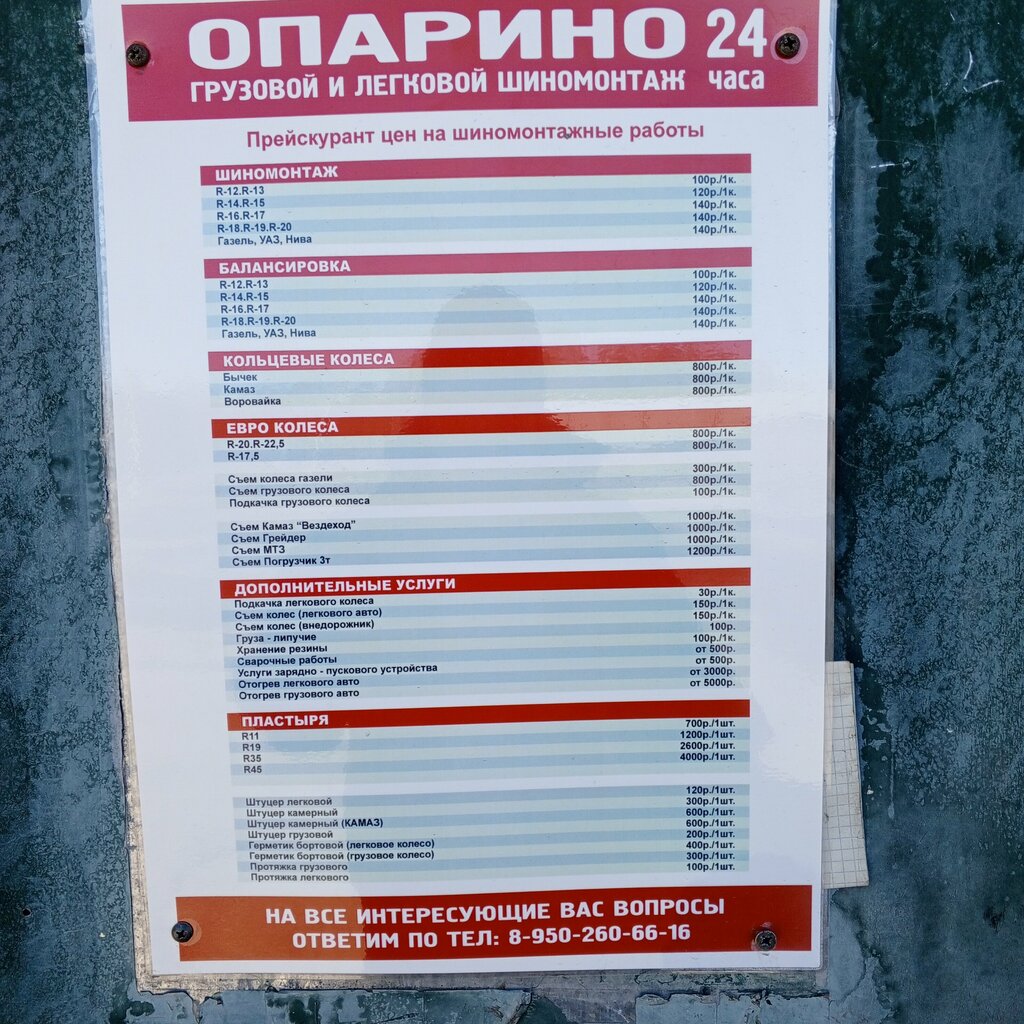 ОПАРИНО 24
ГРУЗОВОЙ И ЛЕГКОВОЙ ШИНОМОНТАЖ часа
Прейскурант цен на шиномонтажные работы
ШИНОМОНТАЖ
R-12.R-13 100р./1к.
R-14.R-15 120р./1к.
R-16.R-17 140р./1к.
R-18.R-19.R-20 140р./1к.
Газель, УАЗ, Нива 140р./1к.
БАЛАНСИРОВКА
R-12.R-13 100р./1к.
R-14.R-15 120р./1к.
R-16.R-17 140р./1к.
R-18.R-19.R-20 140р./1к.
Газель, УАЗ, Нива 140р./1к.
КОЛЬЦЕВЫЕ КОЛЕСА
Бычек 800р./1к.
Камаз 800р./1к.
Воровайка 800р./1к.
ЕВРО КОЛЕСА
R-20.R-22,5 800р./1к.
R-17,5 800р./1к.
Съем колеса газели 300р./1к.
Съем грузового колеса 800р./1к.
Подкачка грузового колеса 100р./1к.
Съем Камаз "Вездеход" 1000р./1к.
Съем Грейдер 1000р./1к.
Съем МТЗ 1000р./1к.
Съем Погрузчик 3т 1200р./1к.
ДОПОЛНИТЕЛЬНЫЕ УСЛУГИ
Подкачка легкового колеса 30р./1к.
Съем колес (легкового авто) 150р./1к.
Съем колес (внедорожник) 150р./1к.
Груза - липучие 100р.
Хранение резины 100р./1к.
Сварочные работы от 500р.
Услуги зарядно - пускового устройства от 500р.
Отогрев легкового авто от 3000р.
Отогрев грузового авто от 5000р.
ПЛАСТЫРЯ
R11 700р./1шт.
R19 1200р./1шт.
R35 2600р./1шт.
R45 4000р./1шт.
Штуцер легковой 120р./1шт.
Штуцер камерный 300р./1шт.
Штуцер камерный (КАМАЗ) 600р./1шт.
Штуцер грузовой 600р./1шт.
Герметик бортовой (легковое колесо) 200р./1шт.
Герметик бортовой (грузовое колесо) 400р./1шт.
Протяжка грузового 300р./1шт.
Протяжка легкового 100р./1шт.
НА ВСЕ ИНТЕРЕСУЮЩИЕ ВАС ВОПРОСЫ
ОТВЕТИМ ПО ТЕЛ: 8-950-260-66-16